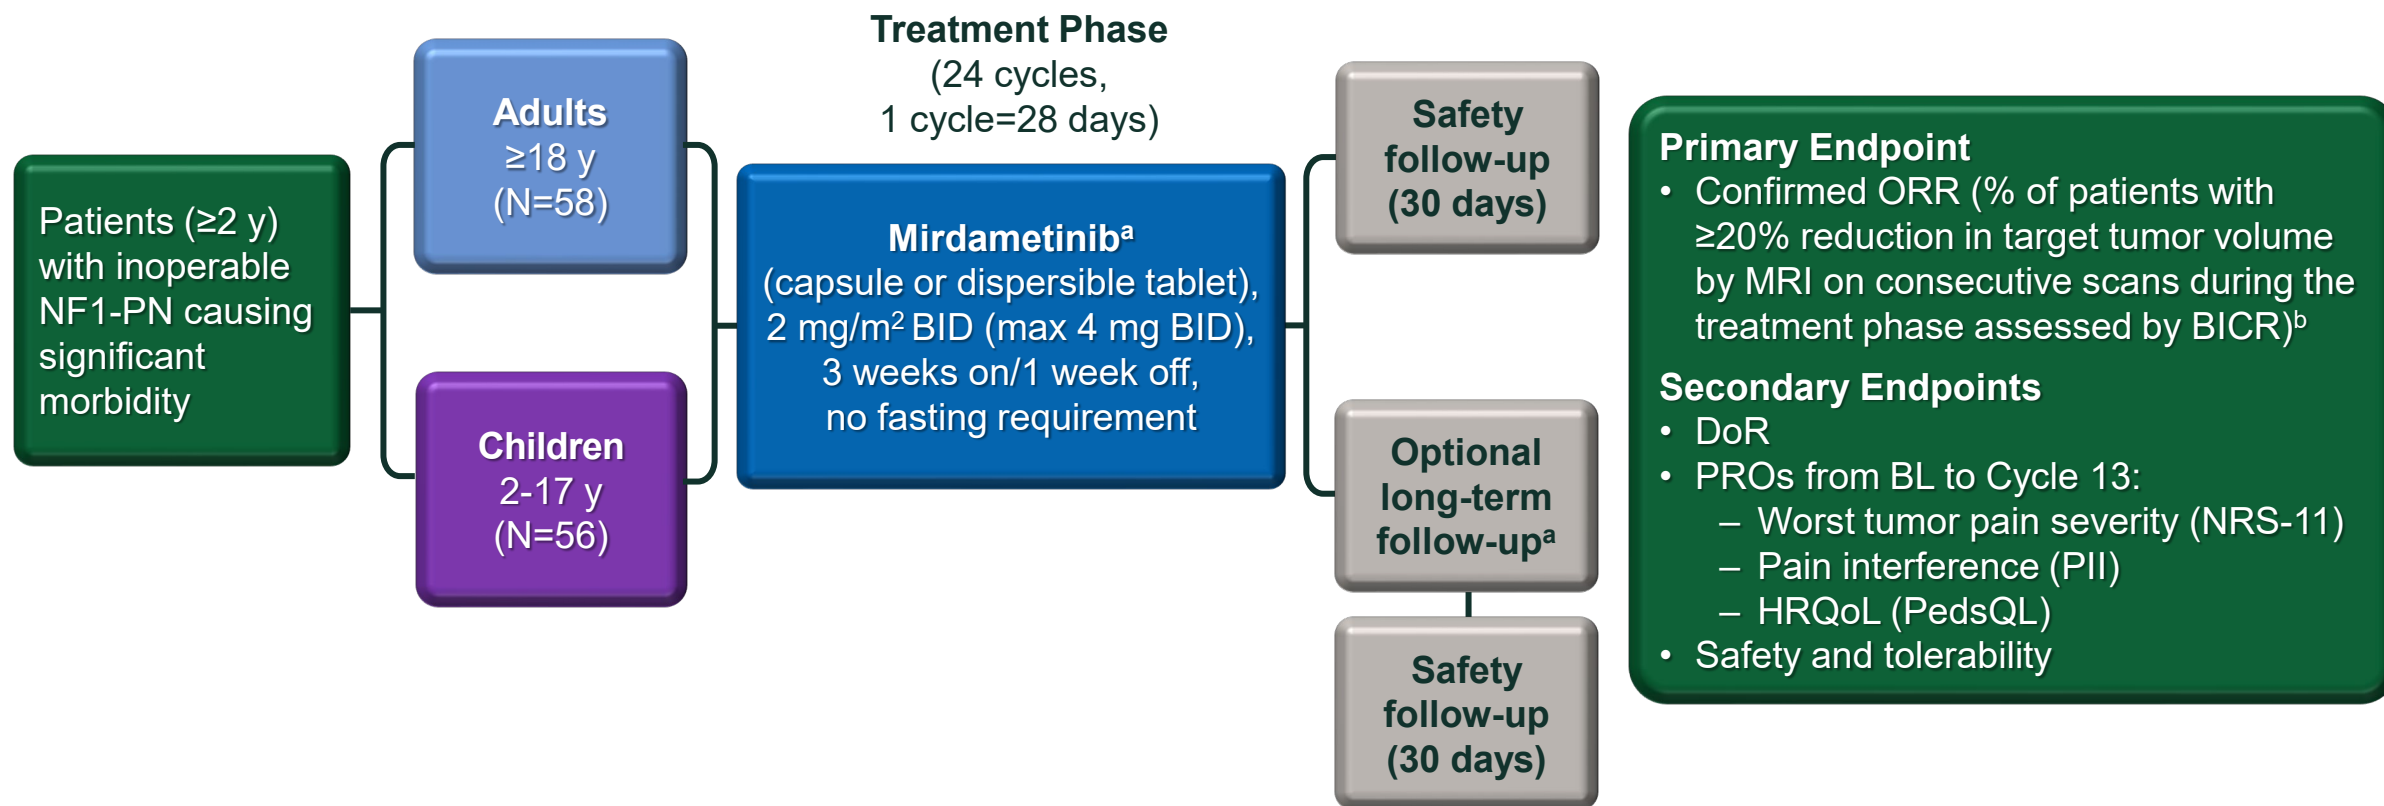 Patients (≥2 y)
with inoperable
NF1-PN causing
significant
morbidity
Adults
≥18 y
(N=58)
Children
2-17 y
(N=56)
Treatment Phase
(24 cycles,
1 cycle=28 days)
Mirdametinibᵃ
(capsule or dispersible tablet),
2 mg/m² BID (max 4 mg BID),
3 weeks on/1 week off,
no fasting requirement
Safety
follow-up
(30 days)
Optional
long-term
follow-upᵃ
Safety
follow-up
(30 days)
Primary Endpoint
• Confirmed ORR (% of patients with
≥20% reduction in target tumor volume
by MRI on consecutive scans during the
treatment phase assessed by BICR)ᵇ
Secondary Endpoints
• DoR
• PROs from BL to Cycle 13:
– Worst tumor pain severity (NRS-11)
– Pain interference (PII)
– HRQoL (PedsQL)
• Safety and tolerability